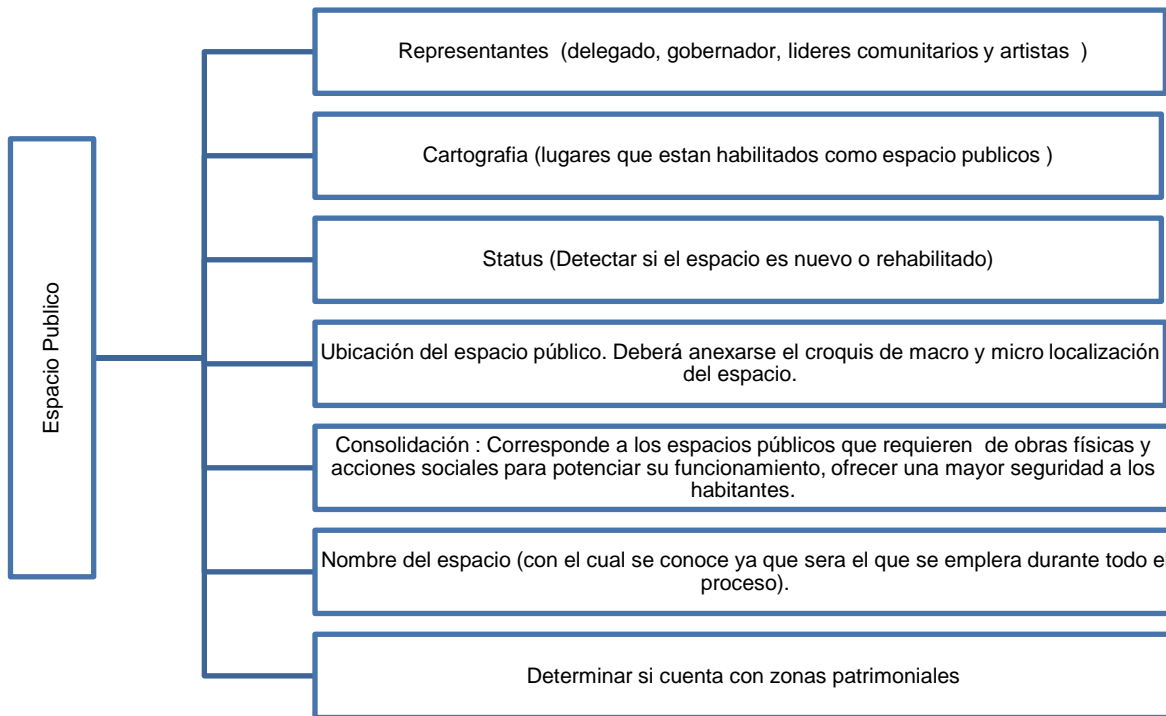 Espacio Publico
Representantes (delegado, gobernador, lideres comunitarios y artistas )
Cartografia (lugares que estan habilitados como espacio publicos )
Status (Detectar si el espacio es nuevo o rehabilitado)
Ubicación del espacio público. Deberá anexarse el croquis de macro y micro localización
del espacio.
Consolidación : Corresponde a los espacios públicos que requieren de obras físicas y
acciones sociales para potenciar su funcionamiento, ofrecer una mayor seguridad a los
habitantes.
Nombre del espacio (con el cual se conoce ya que sera el que se emplera durante todo el
proceso).
Determinar si cuenta con zonas patrimoniales